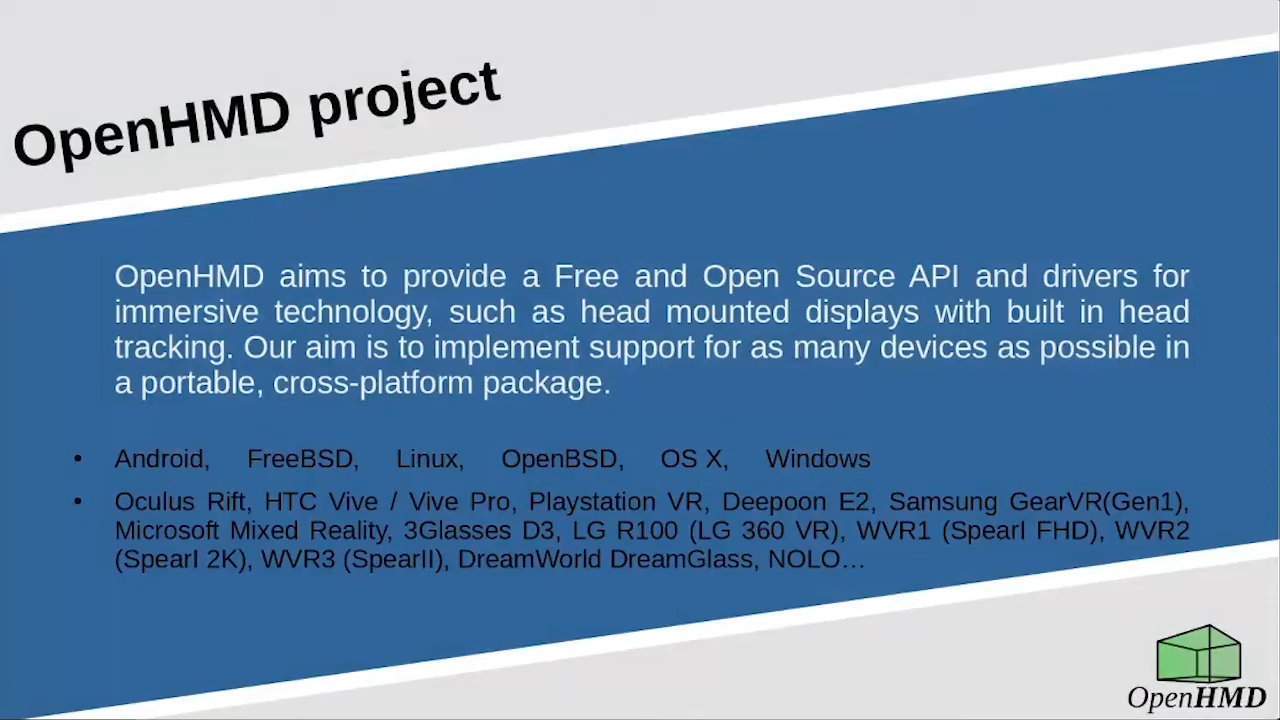 OpenHMD project
OpenHMD aims to provide a Free and Open Source API and drivers for
immersive technology, such as head mounted displays with built in head
tracking. Our aim is to implement support for as many devices as possible in
a portable, cross-platform package.
• Android, FreeBSD, Linux, OpenBSD, OS X, Windows
• Oculus Rift, HTC Vive / Vive Pro, Playstation VR, Deepoon E2, Samsung GearVR(Gen1),
Microsoft Mixed Reality, 3Glasses D3, LG R100 (LG 360 VR), WVR1 (SpearI FHD), WVR2
(SpearI 2K), WVR3 (SpearII), DreamWorld DreamGlass, NOLO…
OpenHMD